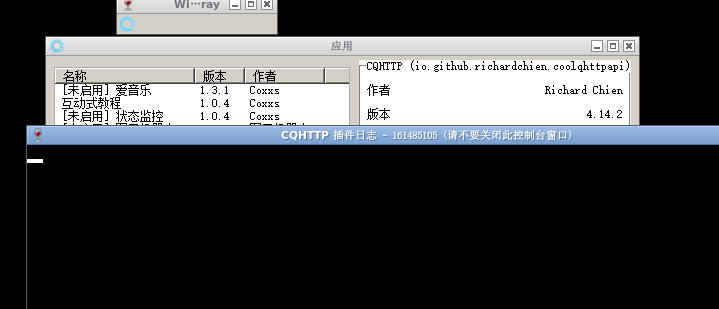 Wi...ray
应用
名称 版本 作者
[未启用] 爱音乐 1.3.1 Coxxs
互动式教程 1.0.4 Coxxs
[未启用] 状态监控 1.0.4 Coxxs
CQHTTP (io.github.richardchien.coolqhttpapi)
作者 Richard Chien
版本 4.14.2
CQHTTP 插件日志 - 161485105 (请不要关闭此控制台窗口)